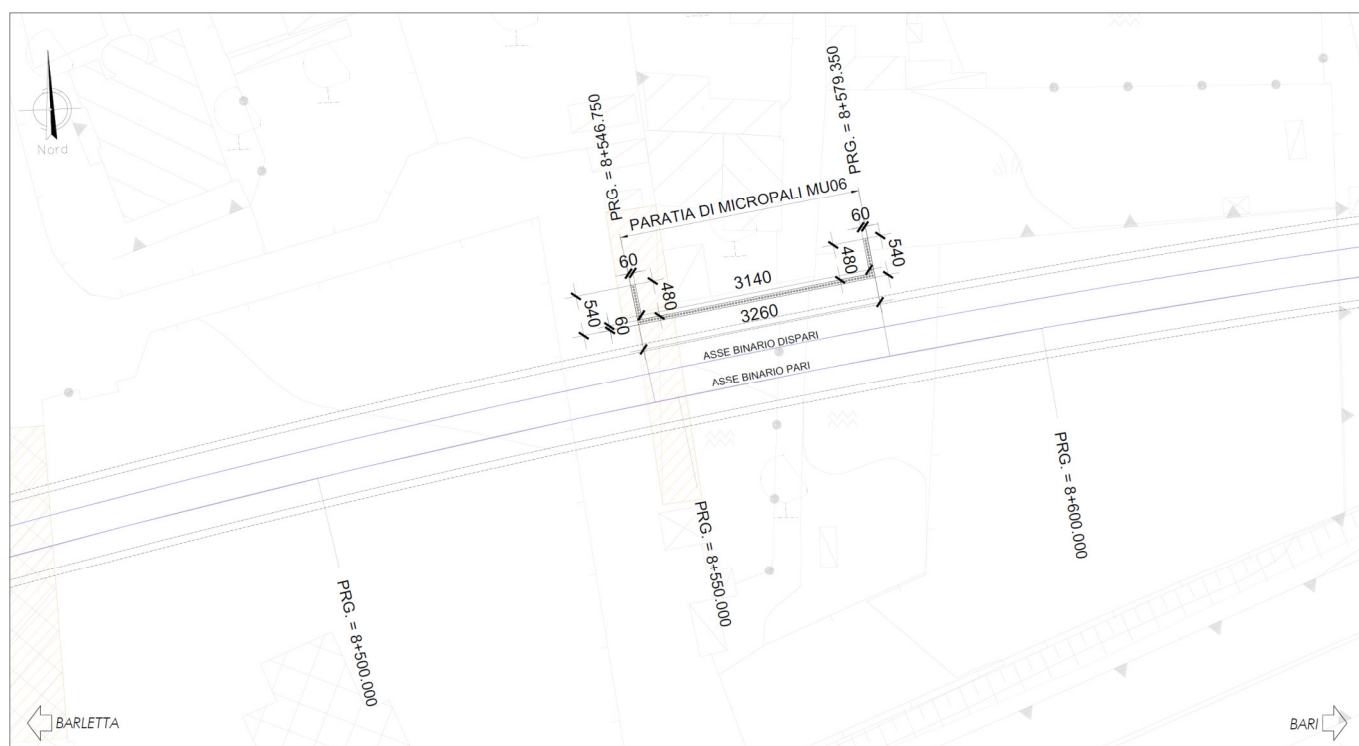 Nord
PRG. = 8+546.750
PRG. = 8+579.350
PARATIA DI MICROPALI MU06
60
480
540
60
3140
3260
60
480
540
ASSE BINARIO DISPARI
ASSE BINARIO PARI
PRG. = 8+500.000
PRG. = 8+550.000
PRG. = 8+600.000
BARLETTA
BARI